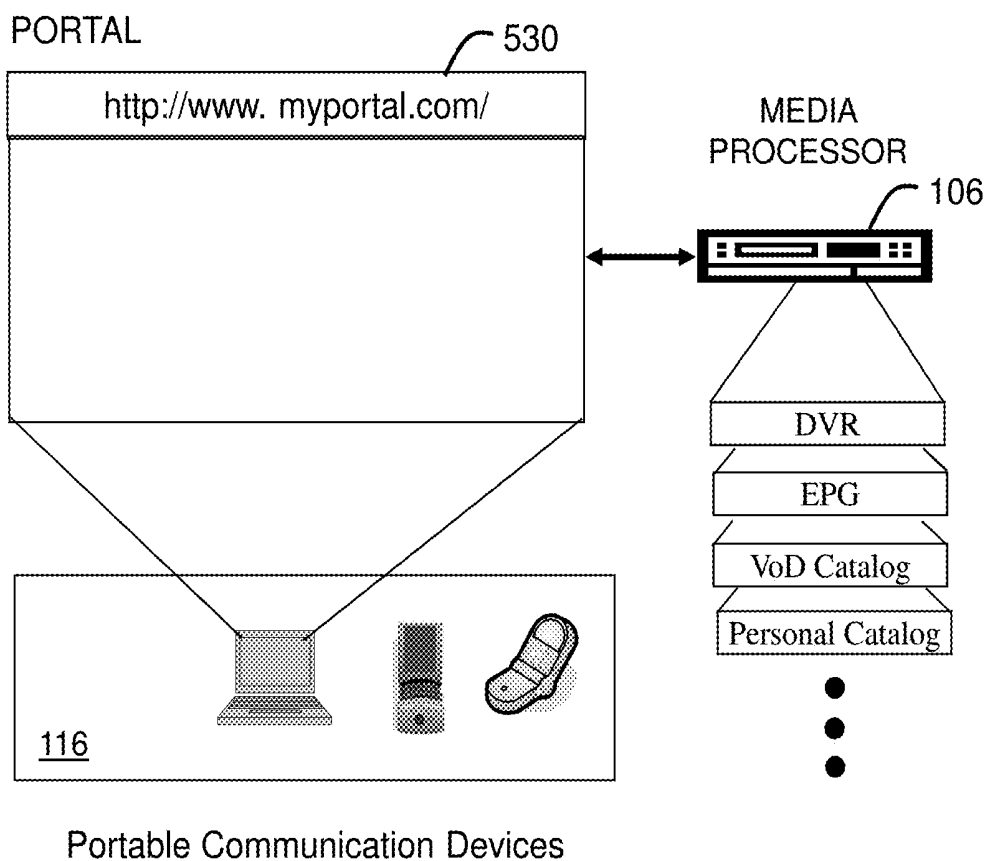 PORTAL
530
http://www. myportal.com/
MEDIA
PROCESSOR
106
DVR
EPG
VoD Catalog
Personal Catalog
116
Portable Communication Devices